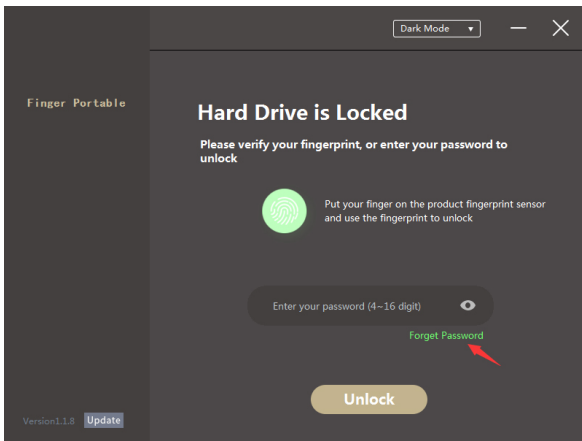 Dark Mode
Finger Portable
Hard Drive is Locked
Please verify your fingerprint, or enter your password to
unlock
Put your finger on the product fingerprint sensor
and use the fingerprint to unlock
Enter your password (4~16 digit)
Forget Password
Unlock
Version1.1.8 Update